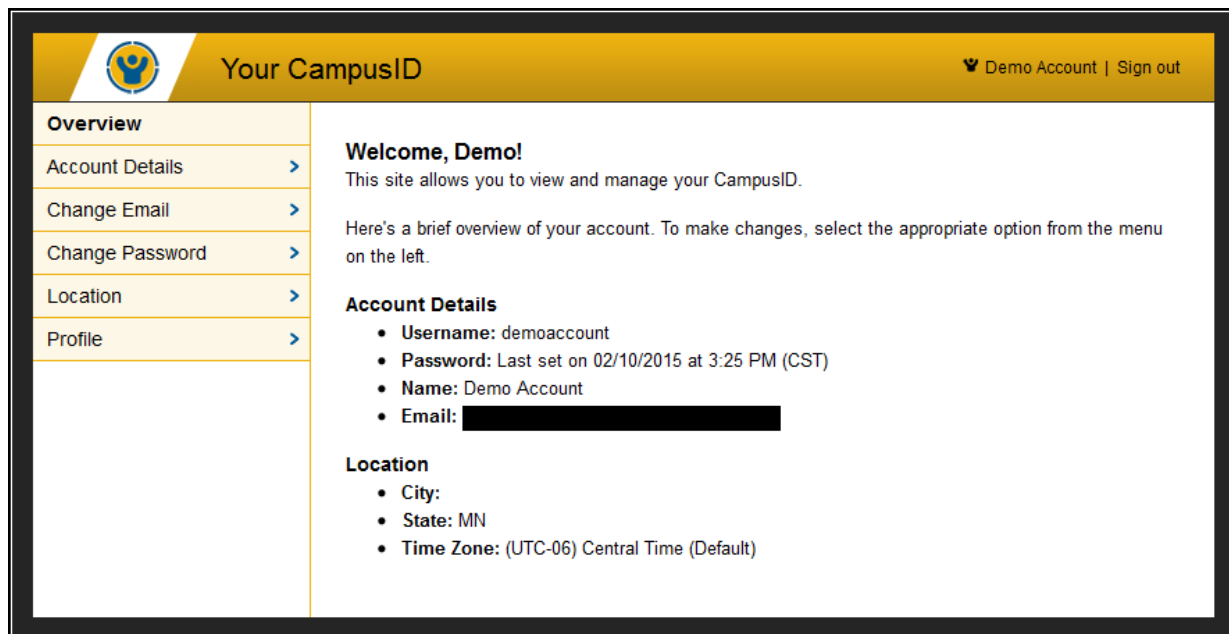 Your CampusID
Demo Account | Sign out
Overview
Account Details
Change Email
Change Password
Location
Profile
Welcome, Demo!
This site allows you to view and manage your CampusID.
Here's a brief overview of your account. To make changes, select the appropriate option from the menu
on the left.
Account Details
• Username: demoaccount
• Password: Last set on 02/10/2015 at 3:25 PM (CST)
• Name: Demo Account
• Email:
Location
• City:
• State: MN
• Time Zone: (UTC-06) Central Time (Default)